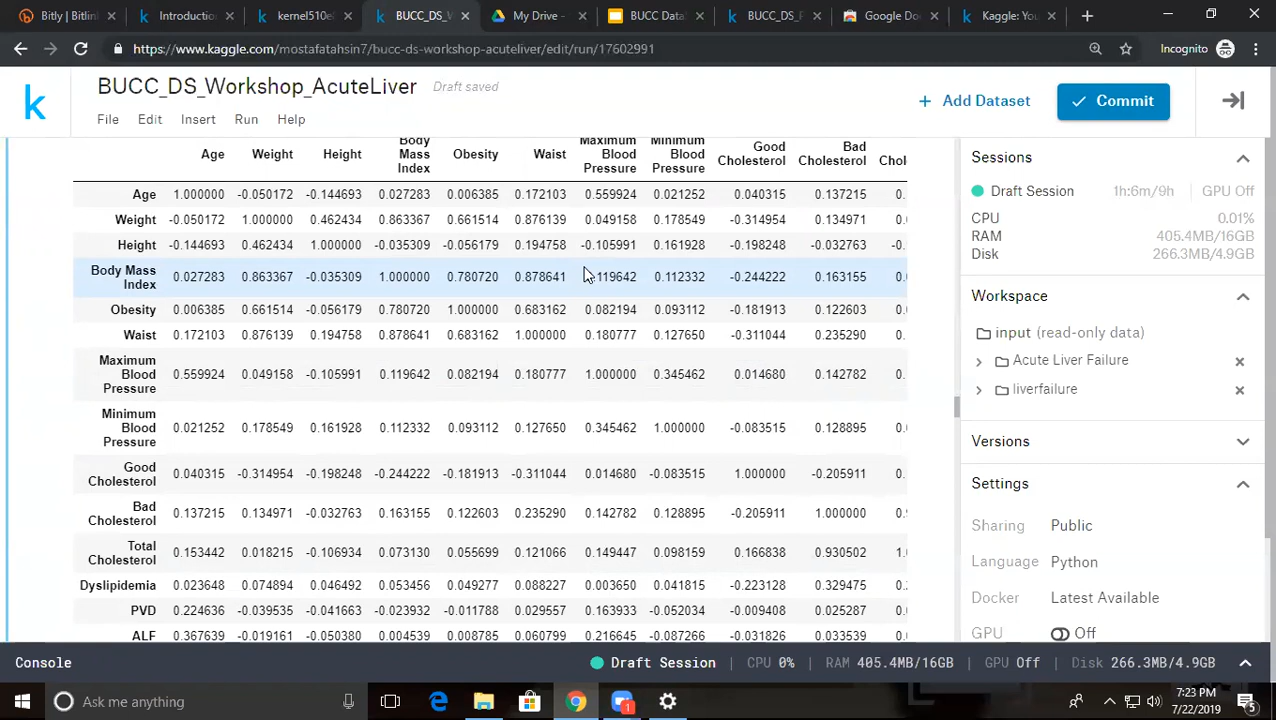 Bitly | Bitlin
Introduction
kernel510e
BUCC_DS_W
My Drive -
BUCC Data
BUCC_DS_
Google Do
Kaggle: You
https://www.kaggle.com/mostafatahsin7/bucc-ds-workshop-acuteliver/edit/run/17602991
Incognito
k
BUCC_DS_Workshop_AcuteLiver
Draft saved
File Edit Insert Run Help
+ Add Dataset
Commit
Age Weight Height Body Mass Index Obesity Waist Maximum Blood Pressure Minimum Blood Pressure Good Cholesterol Bad Cholesterol
Age 1.000000 -0.050172 -0.144693 0.027283 0.006385 0.172103 0.559924 0.021252 0.040315 0.137215
Weight -0.050172 1.000000 0.462434 0.863367 0.661514 0.876139 0.049158 0.178549 -0.314954 0.134971
Height -0.144693 0.462434 1.000000 -0.035309 -0.056179 0.194758 -0.105991 0.161928 -0.198248 -0.032763
Body Mass
Index 0.027283 0.863367 -0.035309 1.000000 0.780720 0.878641 0.119642 0.112332 -0.244222 0.163155
Obesity 0.006385 0.661514 -0.056179 0.780720 1.000000 0.683162 0.082194 0.093112 -0.181913 0.122603
Waist 0.172103 0.876139 0.194758 0.878641 0.683162 1.000000 0.180777 0.127650 -0.311044 0.235290
Maximum
Blood
Pressure 0.559924 0.049158 -0.105991 0.119642 0.082194 0.180777 1.000000 0.345462 0.014680 0.142782
Minimum
Blood
Pressure 0.021252 0.178549 0.161928 0.112332 0.093112 0.127650 0.345462 1.000000 -0.083515 0.128895
Good
Cholesterol 0.040315 -0.314954 -0.198248 -0.244222 -0.181913 -0.311044 0.014680 -0.083515 1.000000 -0.205911
Bad
Cholesterol 0.137215 0.134971 -0.032763 0.163155 0.122603 0.235290 0.142782 0.128895 -0.205911 1.000000
Total
Cholesterol 0.153442 0.018215 -0.106934 0.073130 0.055699 0.121066 0.149447 0.098159 0.166838 0.930502
Dyslipidemia 0.023648 0.074894 0.046492 0.053456 0.049277 0.088227 0.003650 0.041815 -0.223128 0.329475
PVD 0.224636 -0.039535 -0.041663 -0.023932 -0.011788 0.029557 0.163933 -0.052034 -0.009408 0.025287
ALF 0.367639 -0.019161 -0.050380 0.004539 0.008785 0.060799 0.216645 -0.087266 -0.031826 0.033539
Sessions
Draft Session 1h:6m/9h GPU Off
CPU 0.01%
RAM 405.4MB/16GB
Disk 266.3MB/4.9GB
Workspace
input (read-only data)
Acute Liver Failure
liverfailure
Versions
Settings
Sharing Public
Language Python
Docker Latest Available
GPU Off
Console
Draft Session CPU 0% RAM 405.4MB/16GB GPU Off Disk 266.3MB/4.9GB
Ask me anything
1
7:23 PM
7/22/2019
5